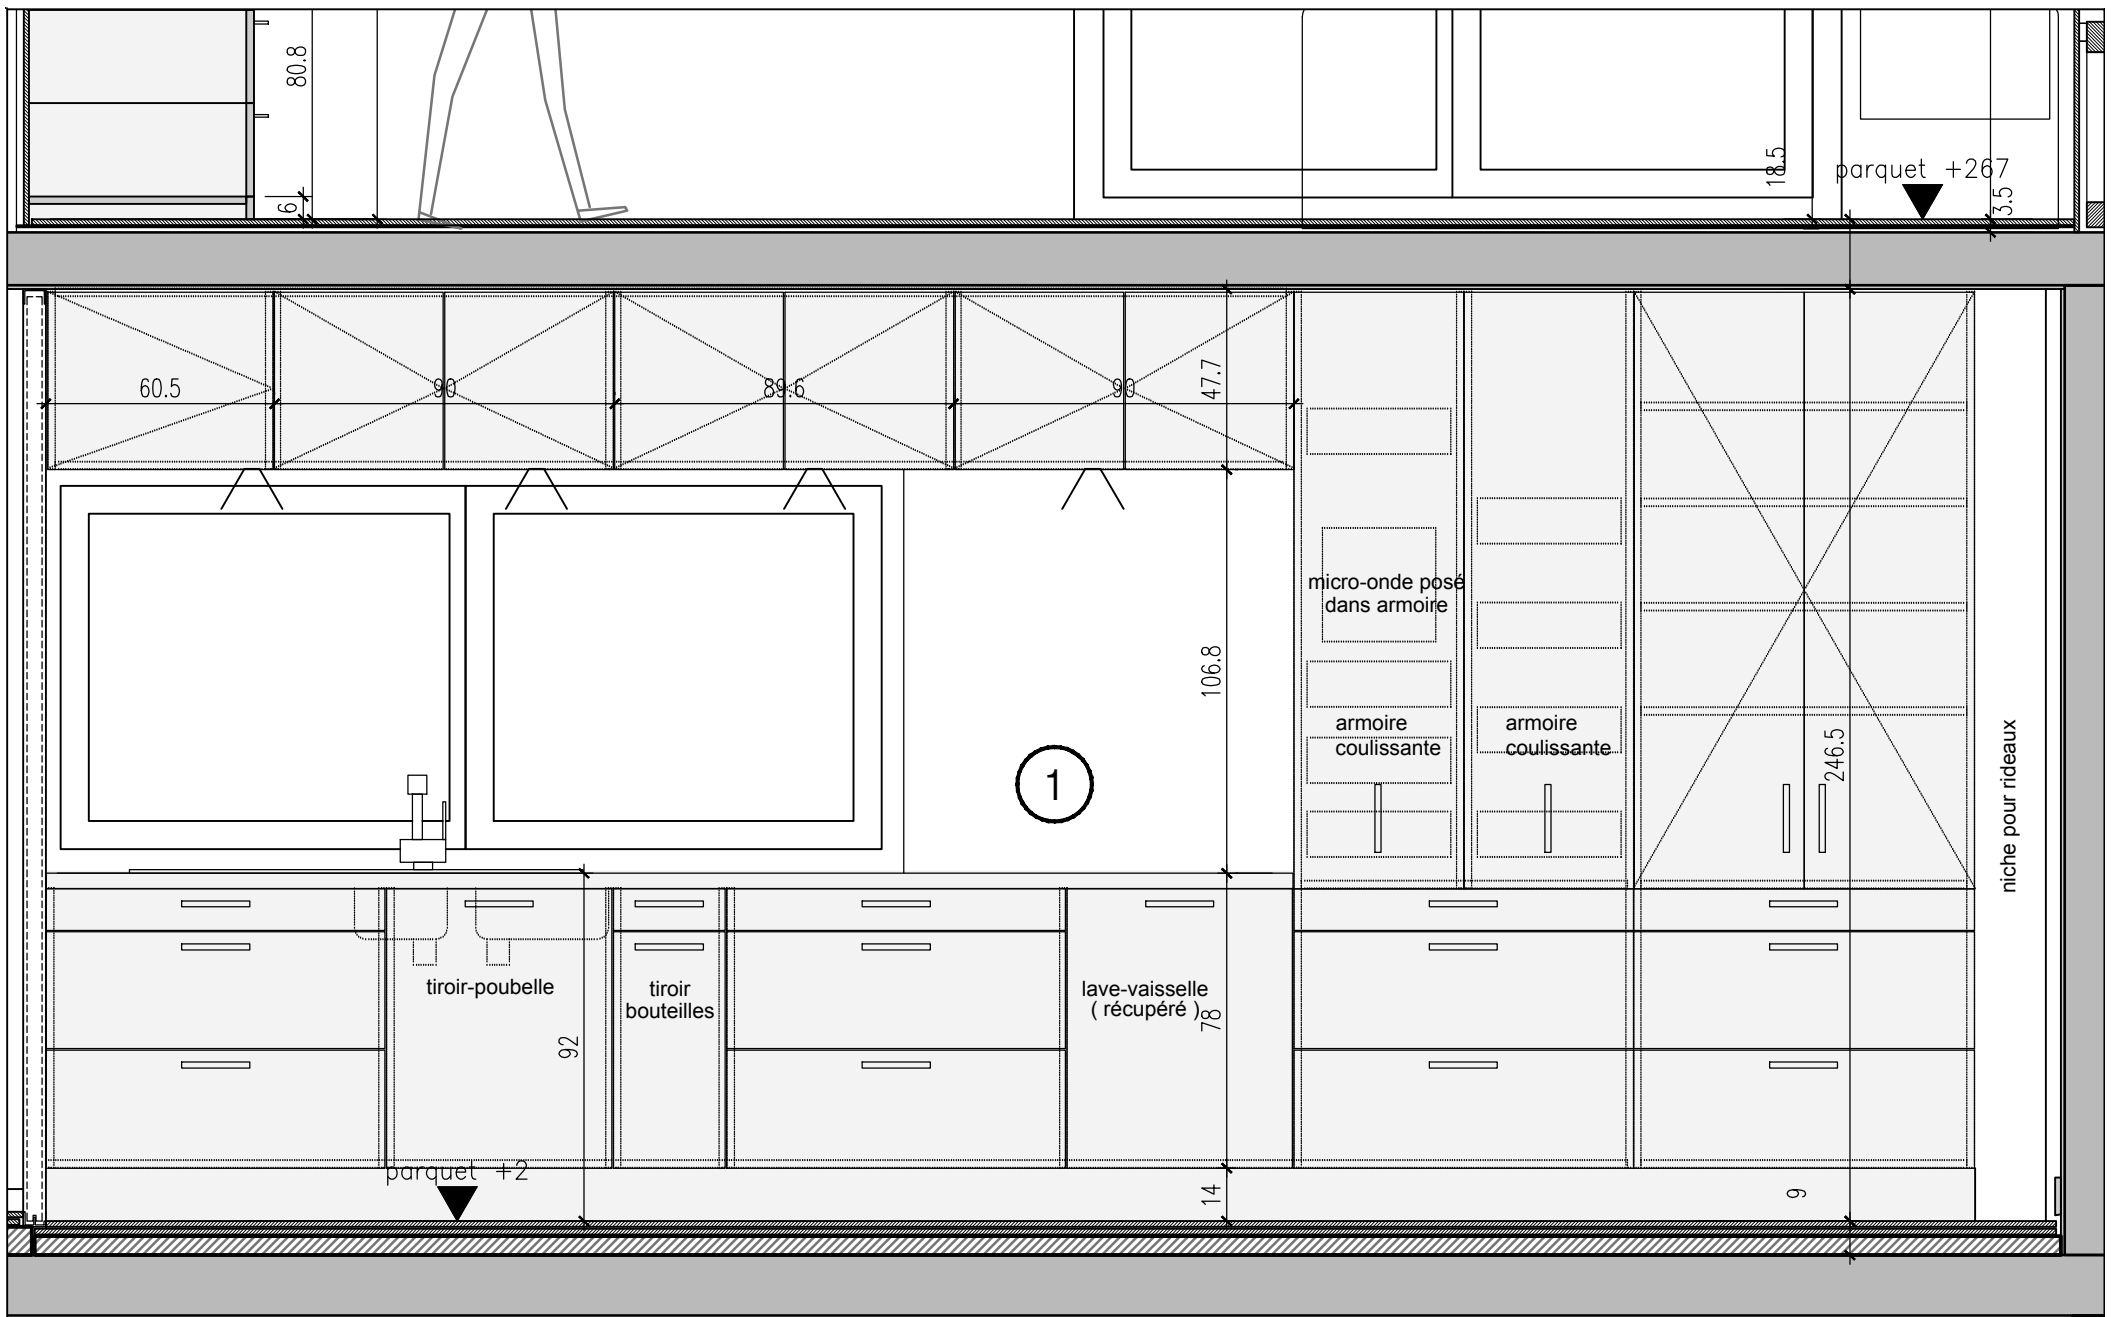 80.8
6
18.5
parquet +267
3.5
60.5
90
89.6
90
47.7
micro-onde posé
dans armoire
106.8
armoire
coulissante
armoire
coulissante
246.5
niche pour rideaux
1
tiroir-poubelle
tiroir
bouteilles
lave-vaisselle
( récupéré )
78
92
parquet +2
14
9